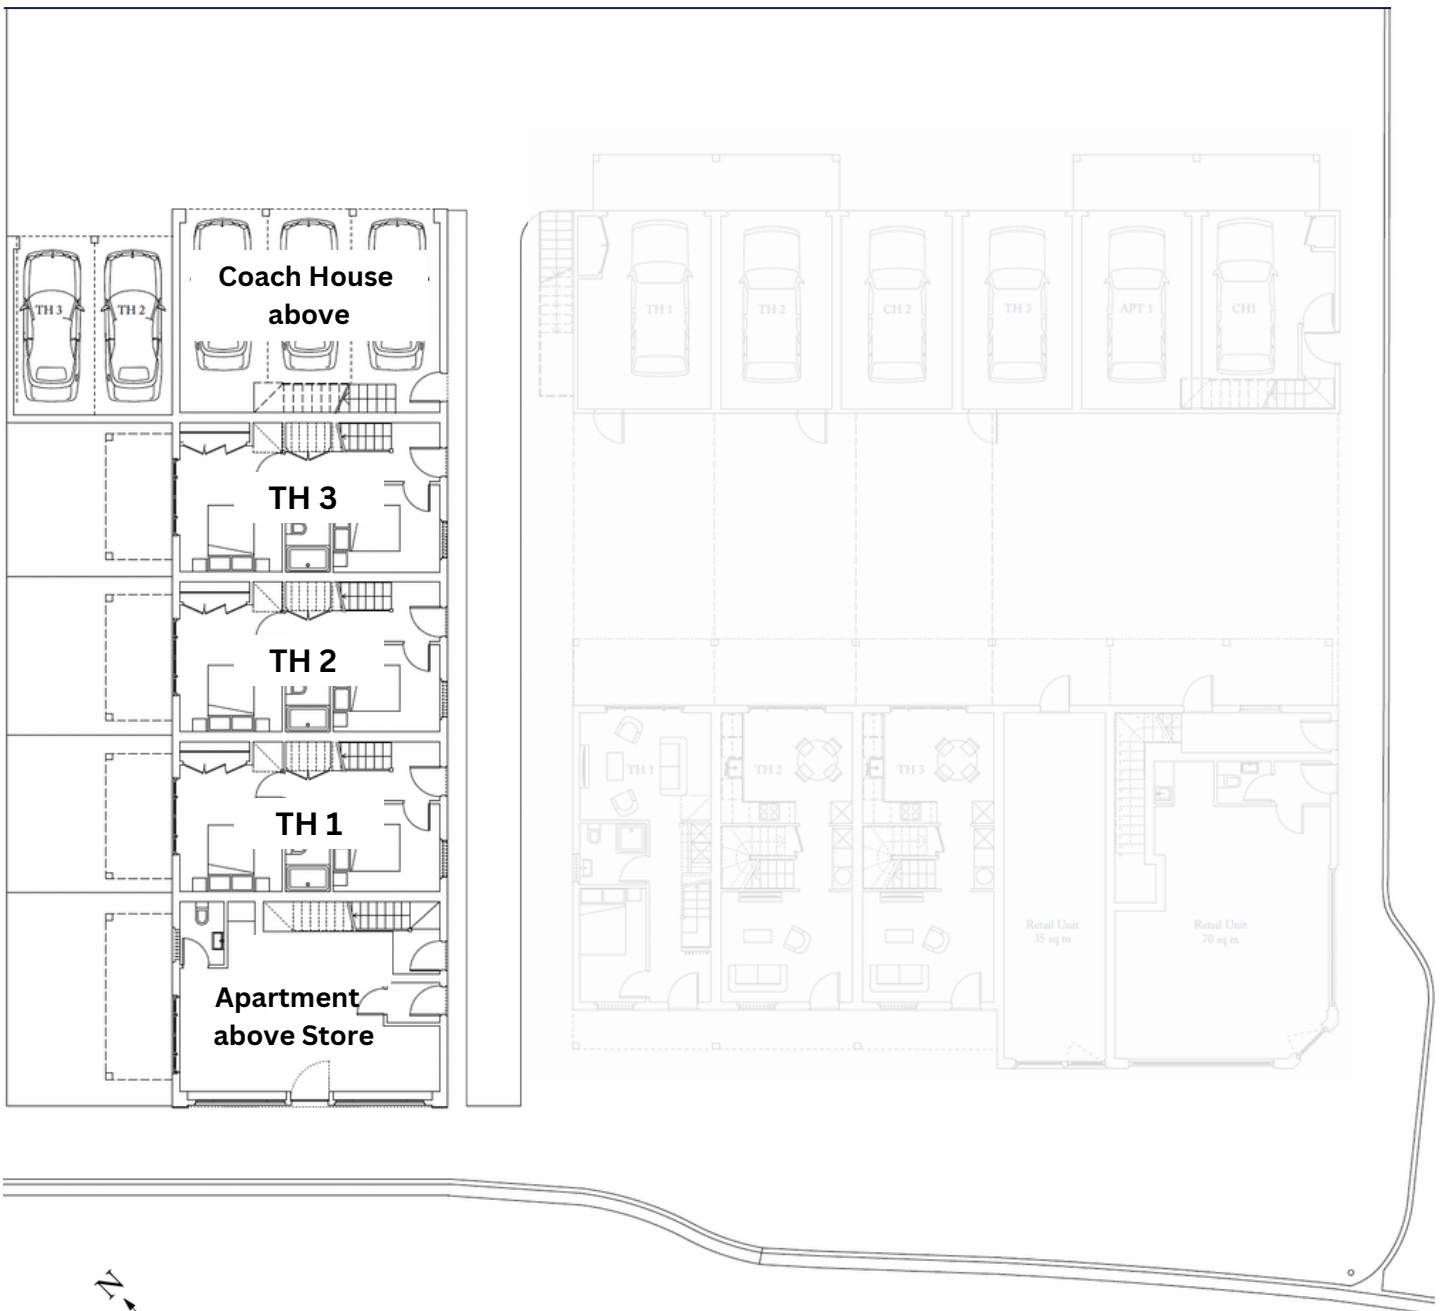 Coach House
above
TH 3
TH 2
TH 1
TH 2
CH 2
TH 3
APT 1
CH1
TH 3
TH 2
TH 1
TH 2
TH 3
TH 1
Retail Unit
35 sq m
Retail Unit
70 sq m
Apartment
above Store
N